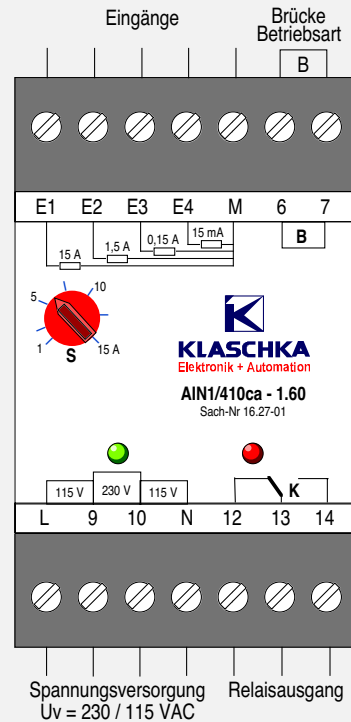 Eingänge
Brücke
Betriebsart
B
E1 E2 E3 E4 M 6 7
15 A
1,5 A
0,15 A
15 mA
B
1
5
10
15 A
S
K
KLASCHKA
Elektronik + Automation
AIN1/410ca - 1.60
Sach-Nr 16.27-01
115 V 230 V 115 V
K
L 9 10 N 12 13 14
Spannungsversorgung
Uv = 230 / 115 VAC
Relaisausgang